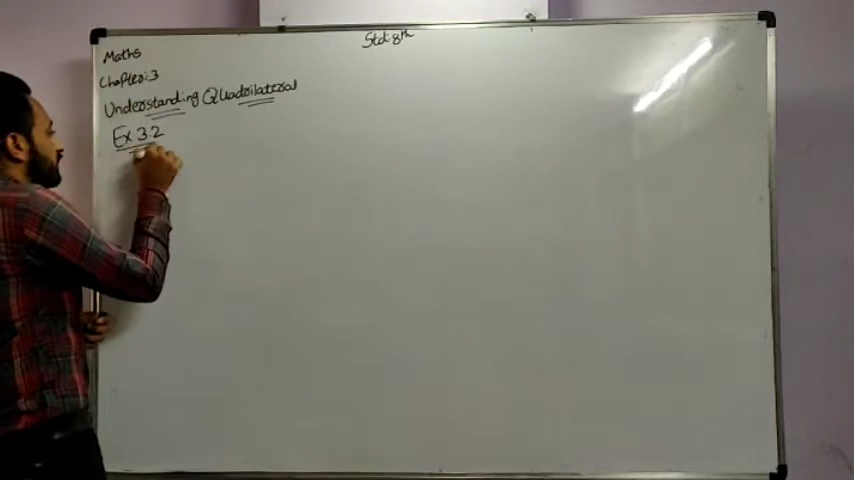 Std: 8th
Maths
Chapter: 3
Understanding Quadrilateral
Ex 3.2